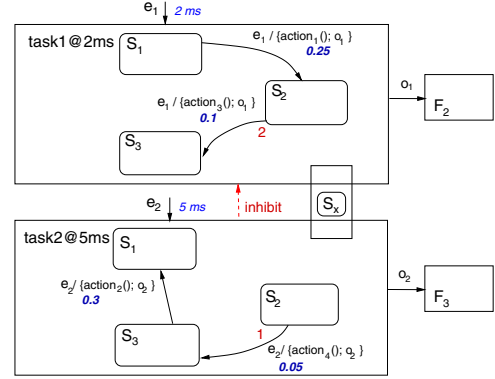 e1 2 ms
task1@2ms
S1
e1 / {action1(); o1 }
0.25
S2
e1 / {action3(); o1 }
0.1
2
S3
o1
F2
Sx
e2 5 ms
inhibit
task2@5ms
S1
e2/ {action2(); o2 }
0.3
S2
1
S3
e2/ {action4(); o2 }
0.05
o2
F3